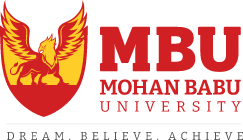 MBU
MOHAN BABU
UNIVERSITY
DREAM. BELIEVE. ACHIEVE